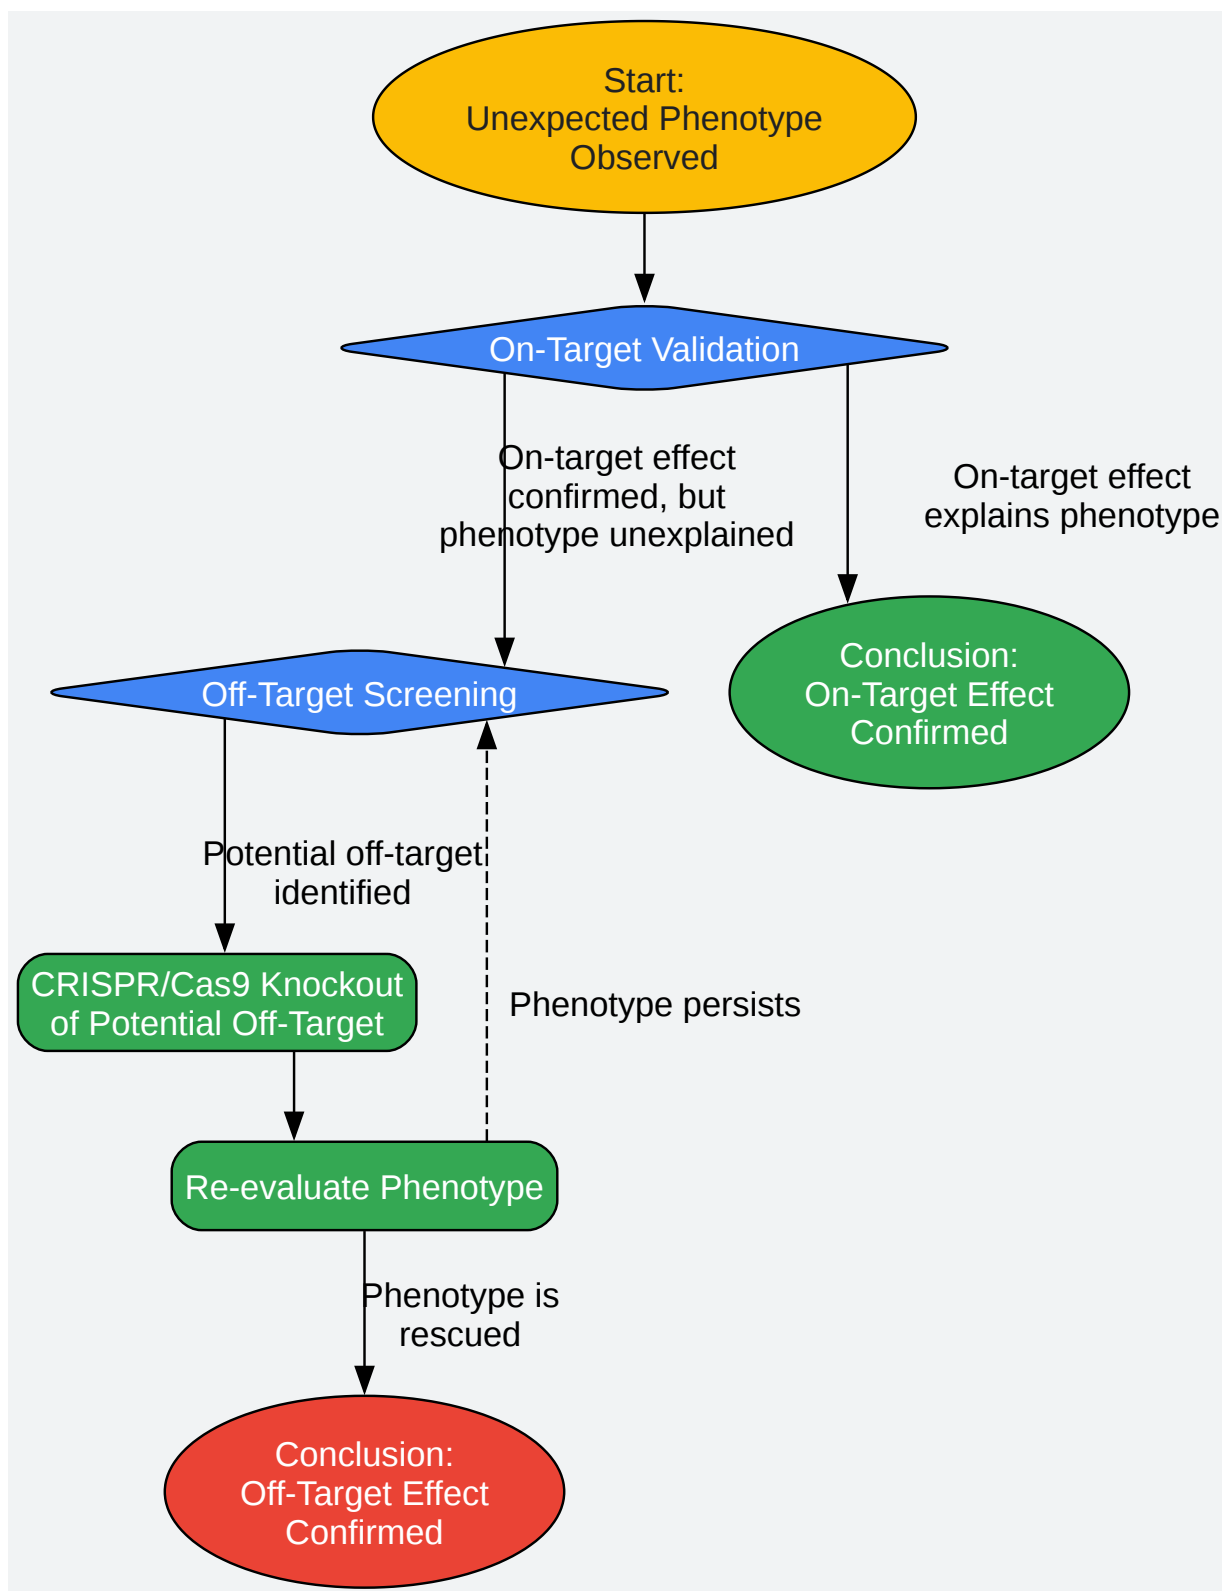 Start:
Unexpected Phenotype
Observed
On-Target Validation
On-target effect
confirmed, but
phenotype unexplained
On-target effect
explains phenotype
Conclusion:
On-Target Effect
Confirmed
Off-Target Screening
Potential off-target
identified
CRISPR/Cas9 Knockout
of Potential Off-Target
Phenotype persists
Re-evaluate Phenotype
Phenotype is
rescued
Conclusion:
Off-Target Effect
Confirmed